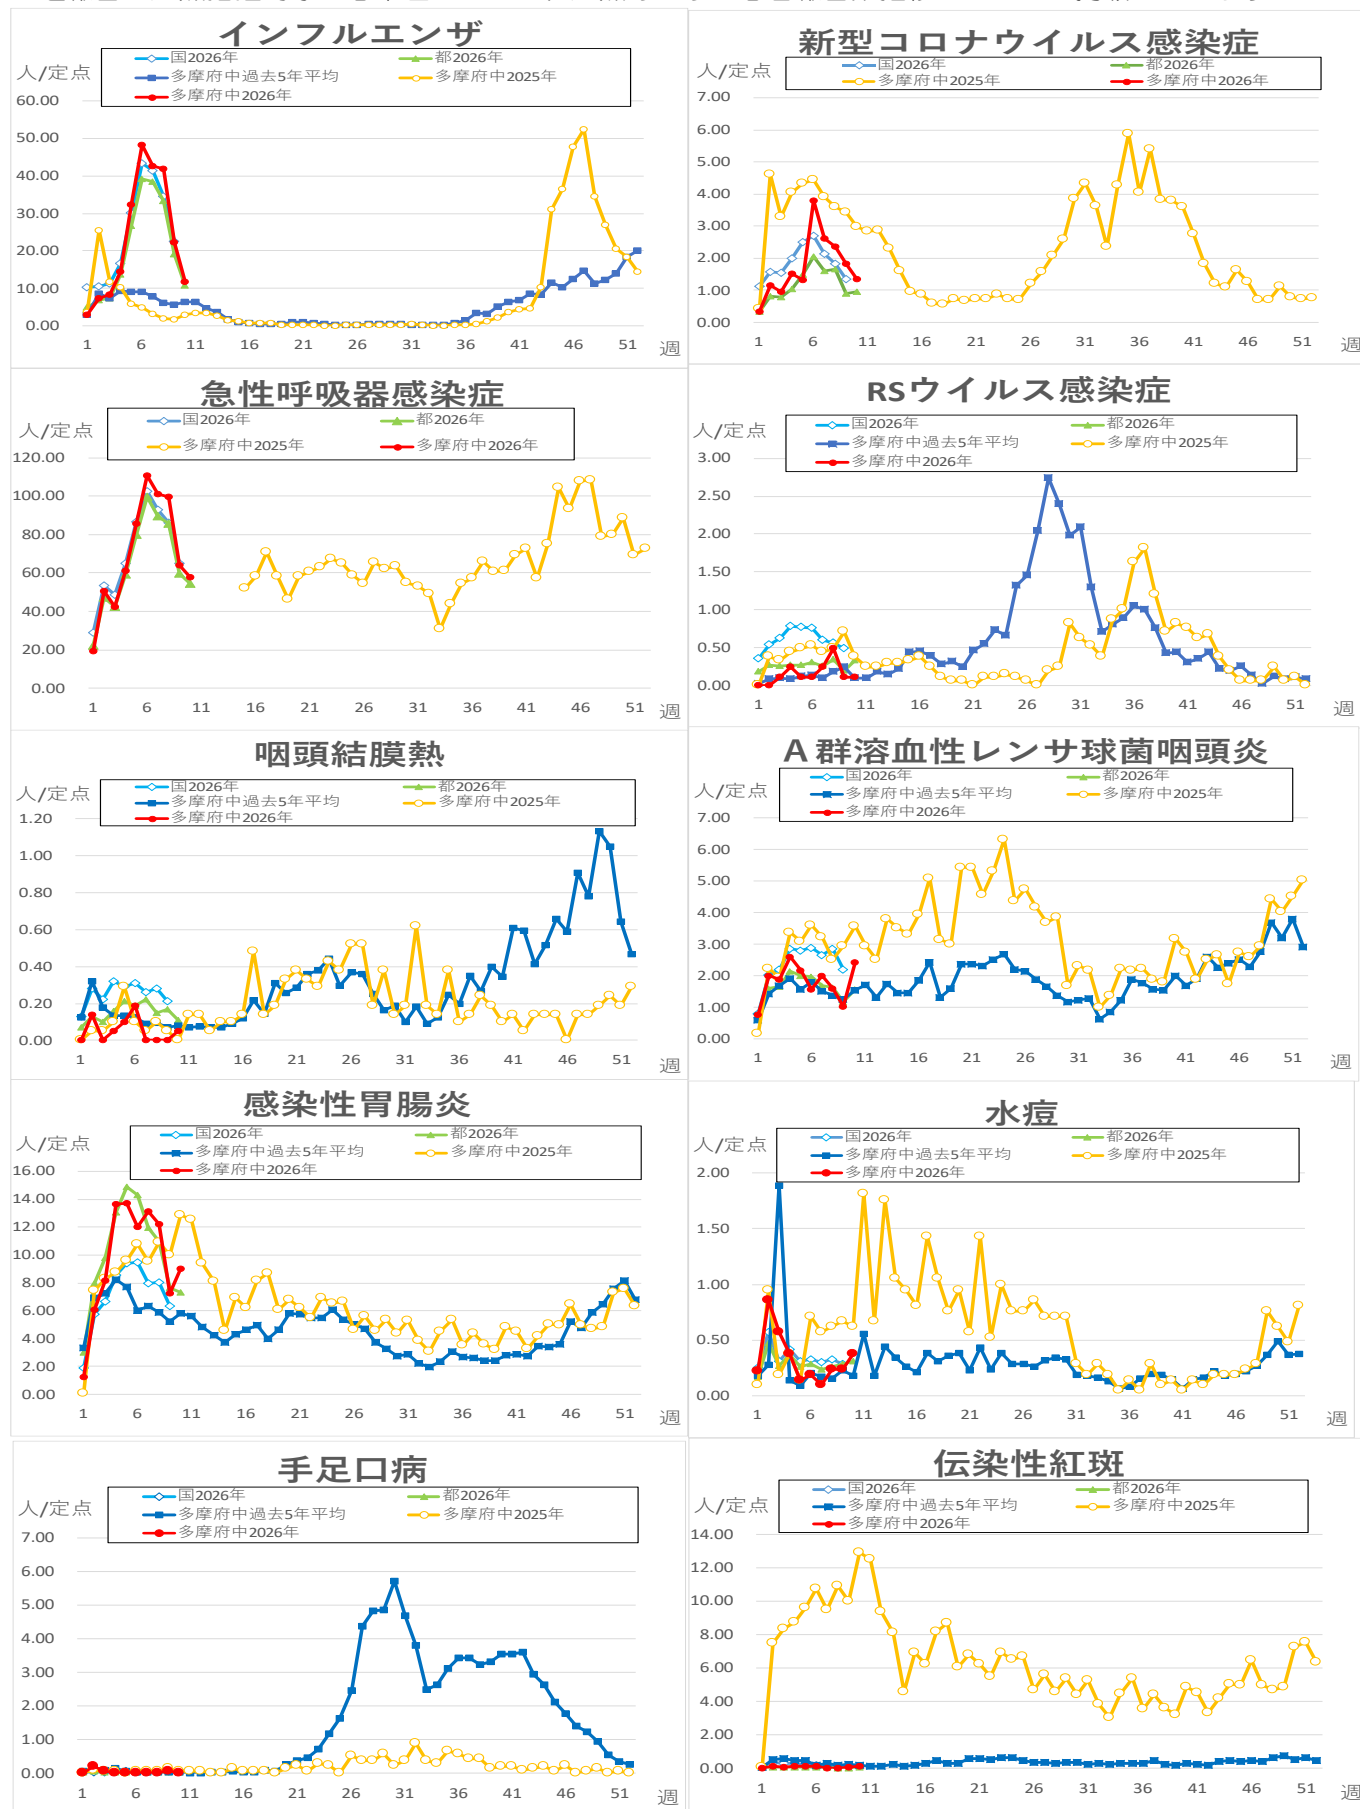 インフルエンザ
国2026年 都2026年
多摩府中過去5年平均 多摩府中2025年
多摩府中2026年
人/定点
60.00
50.00
40.00
30.00
20.00
10.00
0.00
1 6 11 16 21 26 31 36 41 46 51 週
新型コロナウイルス感染症
国2026年 都2026年 多摩府中2026年
多摩府中2025年
人/定点
7.00
6.00
5.00
4.00
3.00
2.00
1.00
0.00
1 6 11 16 21 26 31 36 41 46 51 週
急性呼吸器感染症
国2026年 都2026年
多摩府中2025年 多摩府中2026年
人/定点
120.00
100.00
80.00
60.00
40.00
20.00
0.00
1 6 11 16 21 26 31 36 41 46 51 週
RSウイルス感染症
国2026年 都2026年
多摩府中過去5年平均 多摩府中2025年
多摩府中2026年
人/定点
3.00
2.50
2.00
1.50
1.00
0.50
0.00
1 6 11 16 21 26 31 36 41 46 51 週
咽頭結膜熱
国2026年 都2026年
多摩府中過去5年平均 多摩府中2025年
多摩府中2026年
人/定点
1.20
1.00
0.80
0.60
0.40
0.20
0.00
1 6 11 16 21 26 31 36 41 46 51 週
A群溶血性レンサ球菌咽頭炎
国2026年 都2026年
多摩府中過去5年平均 多摩府中2025年
多摩府中2026年
人/定点
7.00
6.00
5.00
4.00
3.00
2.00
1.00
0.00
1 6 11 16 21 26 31 36 41 46 51 週
感染性胃腸炎
国2026年 都2026年
多摩府中過去5年平均 多摩府中2025年
多摩府中2026年
人/定点
16.00
14.00
12.00
10.00
8.00
6.00
4.00
2.00
0.00
1 6 11 16 21 26 31 36 41 46 51 週
水痘
国2026年 都2026年
多摩府中過去5年平均 多摩府中2025年
多摩府中2026年
人/定点
2.00
1.50
1.00
0.50
0.00
1 6 11 16 21 26 31 36 41 46 51 週
手足口病
国2026年 都2026年
多摩府中過去5年平均 多摩府中2025年
多摩府中2026年
人/定点
7.00
6.00
5.00
4.00
3.00
2.00
1.00
0.00
1 6 11 16 21 26 31 36 41 46 51 週
伝染性紅斑
国2026年 都2026年
多摩府中過去5年平均 多摩府中2025年
多摩府中2026年
人/定点
14.00
12.00
10.00
8.00
6.00
4.00
2.00
0.00
1 6 11 16 21 26 31 36 41 46 51 週